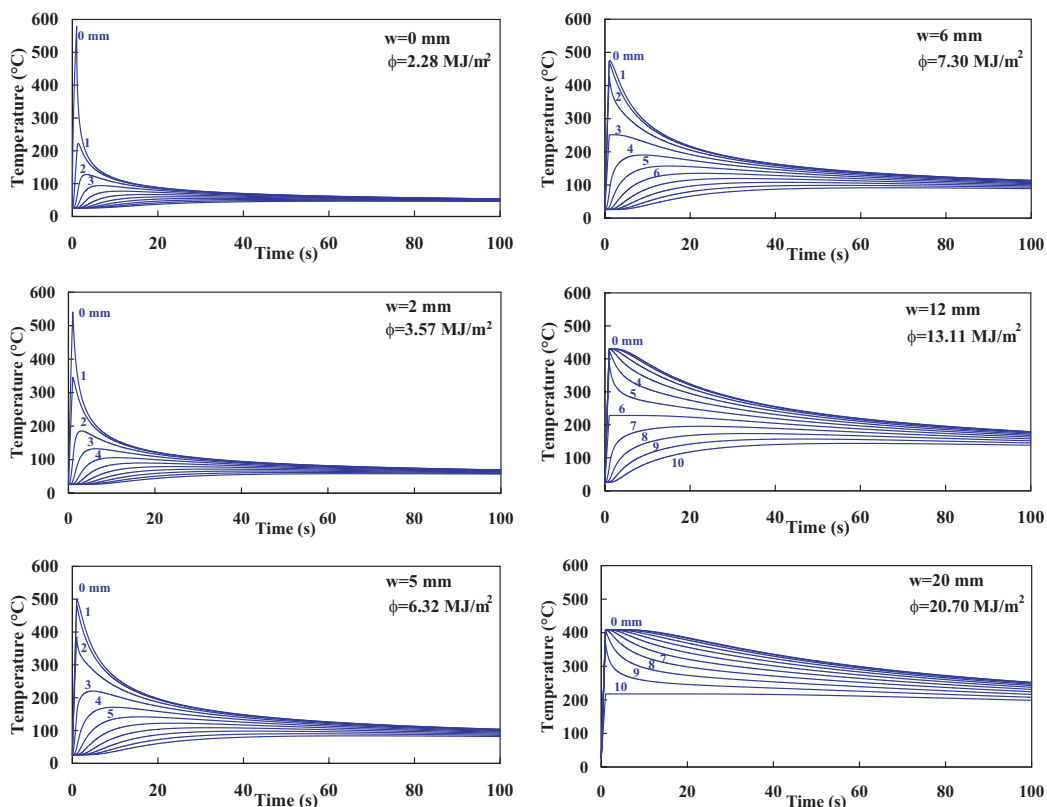 600
500
400
300
200
100
0
Temperature (°C)
0 mm
1
2
3
w=0 mm
ϕ=2.28 MJ/m²
0 20 40 60 80 100
Time (s)
600
500
400
300
200
100
0
Temperature (°C)
0 mm
1
2
3
4
5
6
w=6 mm
ϕ=7.30 MJ/m²
0 20 40 60 80 100
Time (s)
600
500
400
300
200
100
0
Temperature (°C)
0 mm
1
2
3
4
w=2 mm
ϕ=3.57 MJ/m²
0 20 40 60 80 100
Time (s)
600
500
400
300
200
100
0
Temperature (°C)
0 mm
4
5
6
7
8
9
10
w=12 mm
ϕ=13.11 MJ/m²
0 20 40 60 80 100
Time (s)
600
500
400
300
200
100
0
Temperature (°C)
0 mm
1
2
3
4
5
w=5 mm
ϕ=6.32 MJ/m²
0 20 40 60 80 100
Time (s)
600
500
400
300
200
100
0
Temperature (°C)
0 mm
7
8
9
10
w=20 mm
ϕ=20.70 MJ/m²
0 20 40 60 80 100
Time (s)